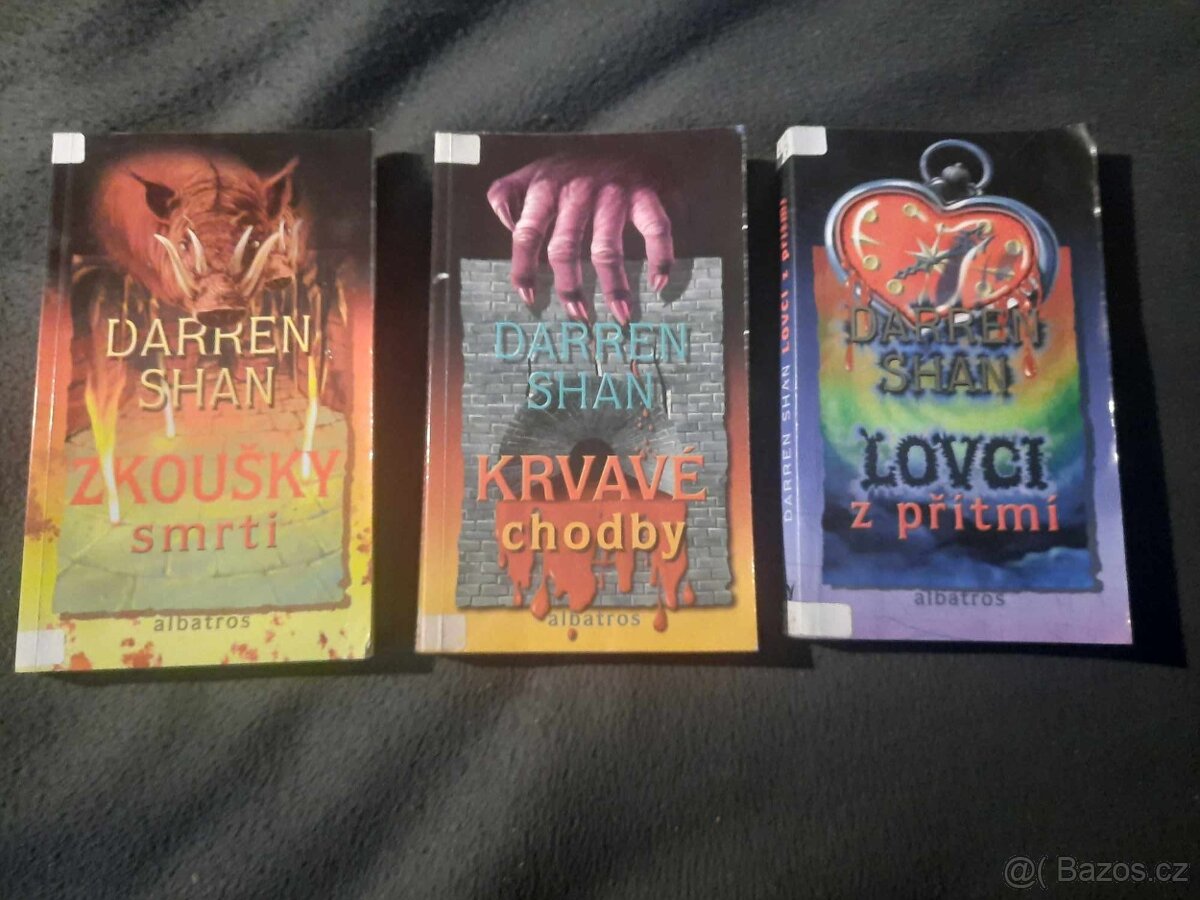 DARREN
SHAN
ZKOUŠKY
smrti
albatros
DARREN
SHAN
KRVAVÉ
chodby
albatros
DARREN SHAN LOVCI z přítmí
DARREN
SHAN
LOVCI
z přítmí
albatros
@( Bazos.cz